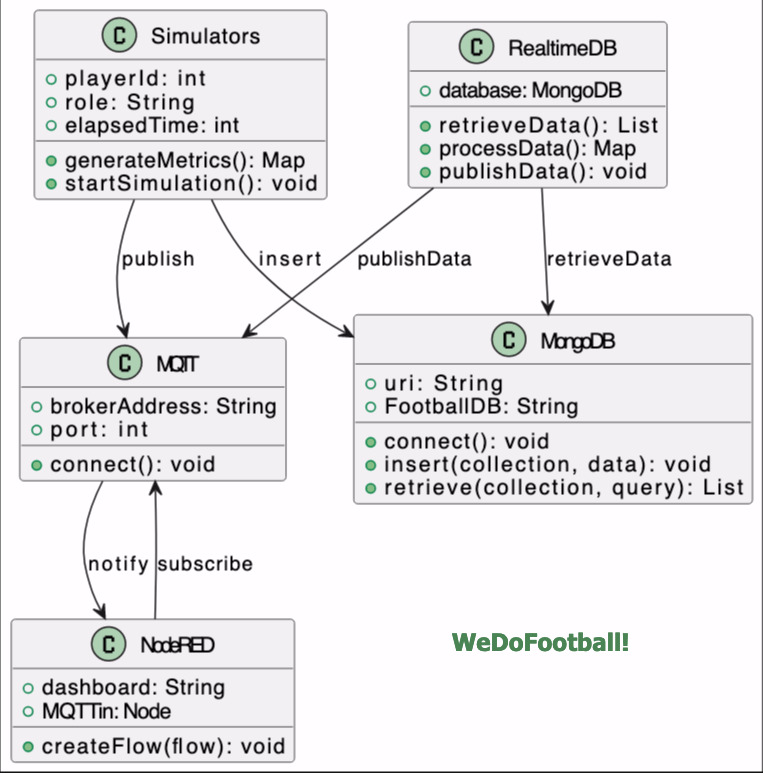 C Simulators
playerId: int
role: String
elapsedTime: int
generateMetrics(): Map
startSimulation(): void
C RealtimeDB
database: MongoDB
retrieveData(): List
processData(): Map
publishData(): void
publish
insert
publishData
retrieveData
C MQTT
brokerAddress: String
port: int
connect(): void
C MongoDB
uri: String
FootballDB: String
connect(): void
insert(collection, data): void
retrieve(collection, query): List
notify
subscribe
C NodeRED
dashboard: String
MQTTin: Node
createFlow(flow): void
WeDoFootball!